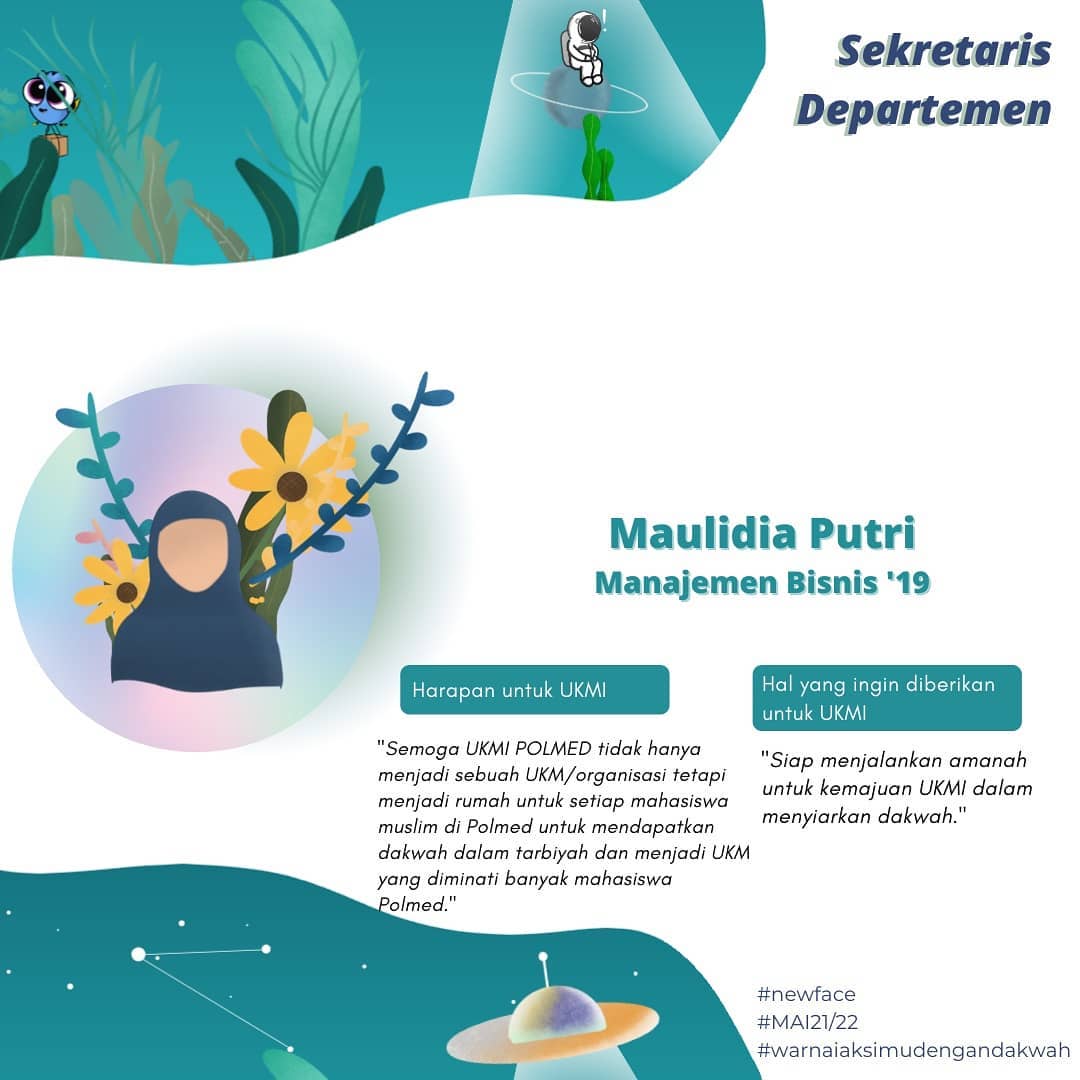 Sekretaris
Departemen
Maulidia Putri
Manajemen Bisnis '19
Harapan untuk UKMI
"Semoga UKMI POLMED tidak hanya
menjadi sebuah UKM/organisasi tetapi
menjadi rumah untuk setiap mahasiswa
muslim di Polmed untuk mendapatkan
dakwah dalam tarbiyah dan menjadi UKM
yang diminati banyak mahasiswa
Polmed."
Hal yang ingin diberikan
untuk UKMI
"Siap menjalankan amanah
untuk kemajuan UKMI dalam
menyiarkan dakwah."
#newface
#MAI21/22
#warnaiaksimudengandakwah